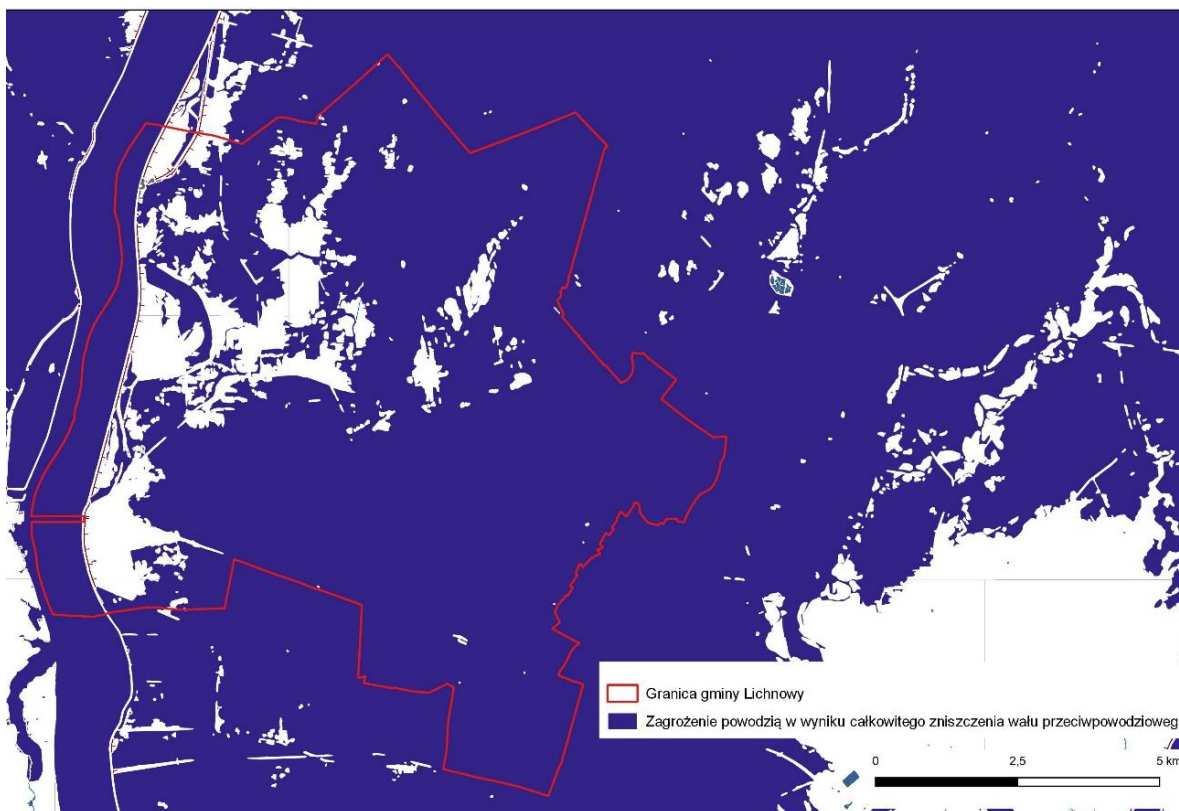 Granica gminy Lichnowy
Zagrożenie powodzią w wyniku całkowitego zniszczenia wału przeciwpowodzioweg
0 2,5 5 km